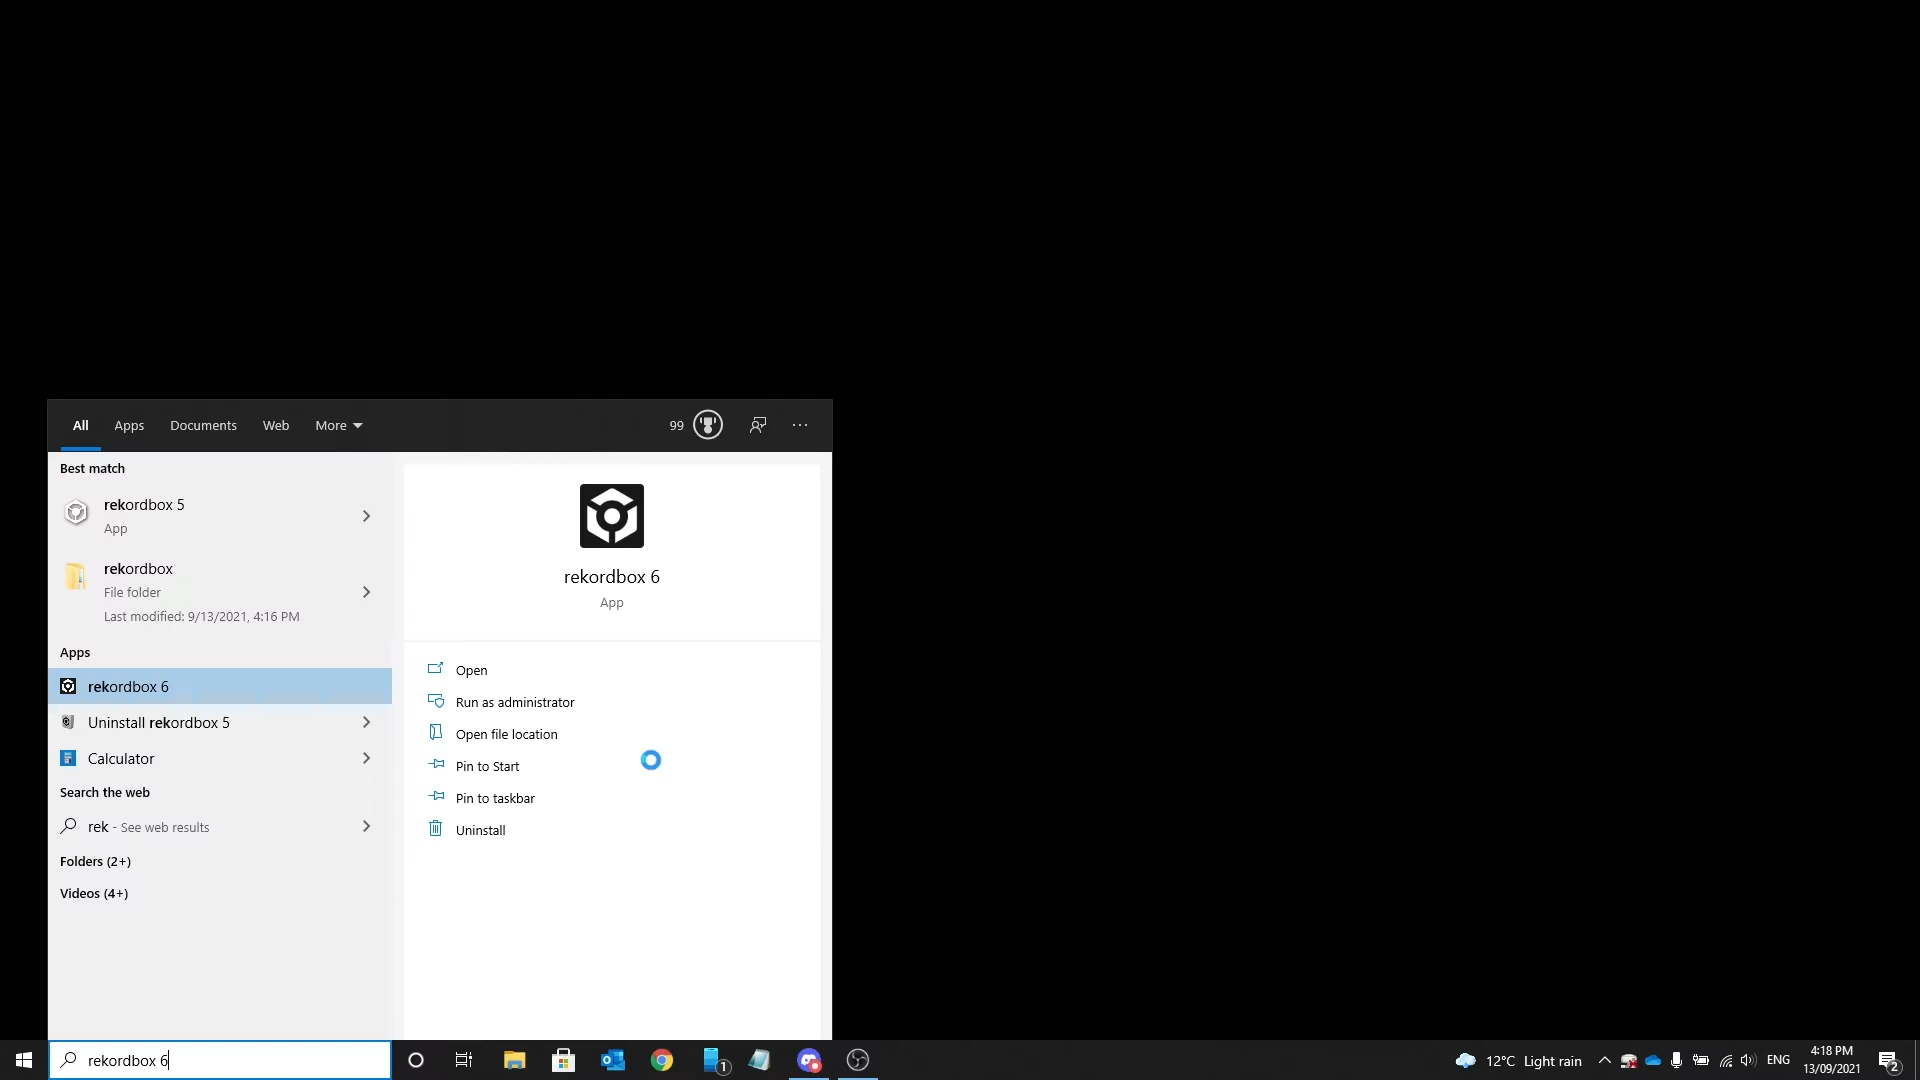 All Apps Documents Web More 99
Best match
rekordbox 5
App
rekordbox
File folder
Last modified: 9/13/2021, 4:16 PM
Apps
rekordbox 6
Uninstall rekordbox 5
Calculator
Search the web
rek - See web results
Folders (2+)
Videos (4+)
rekordbox 6
App
Open
Run as administrator
Open file location
Pin to Start
Pin to taskbar
Uninstall
rekordbox 6
1
12°C Light rain
ENG
4:18 PM
13/09/2021
2